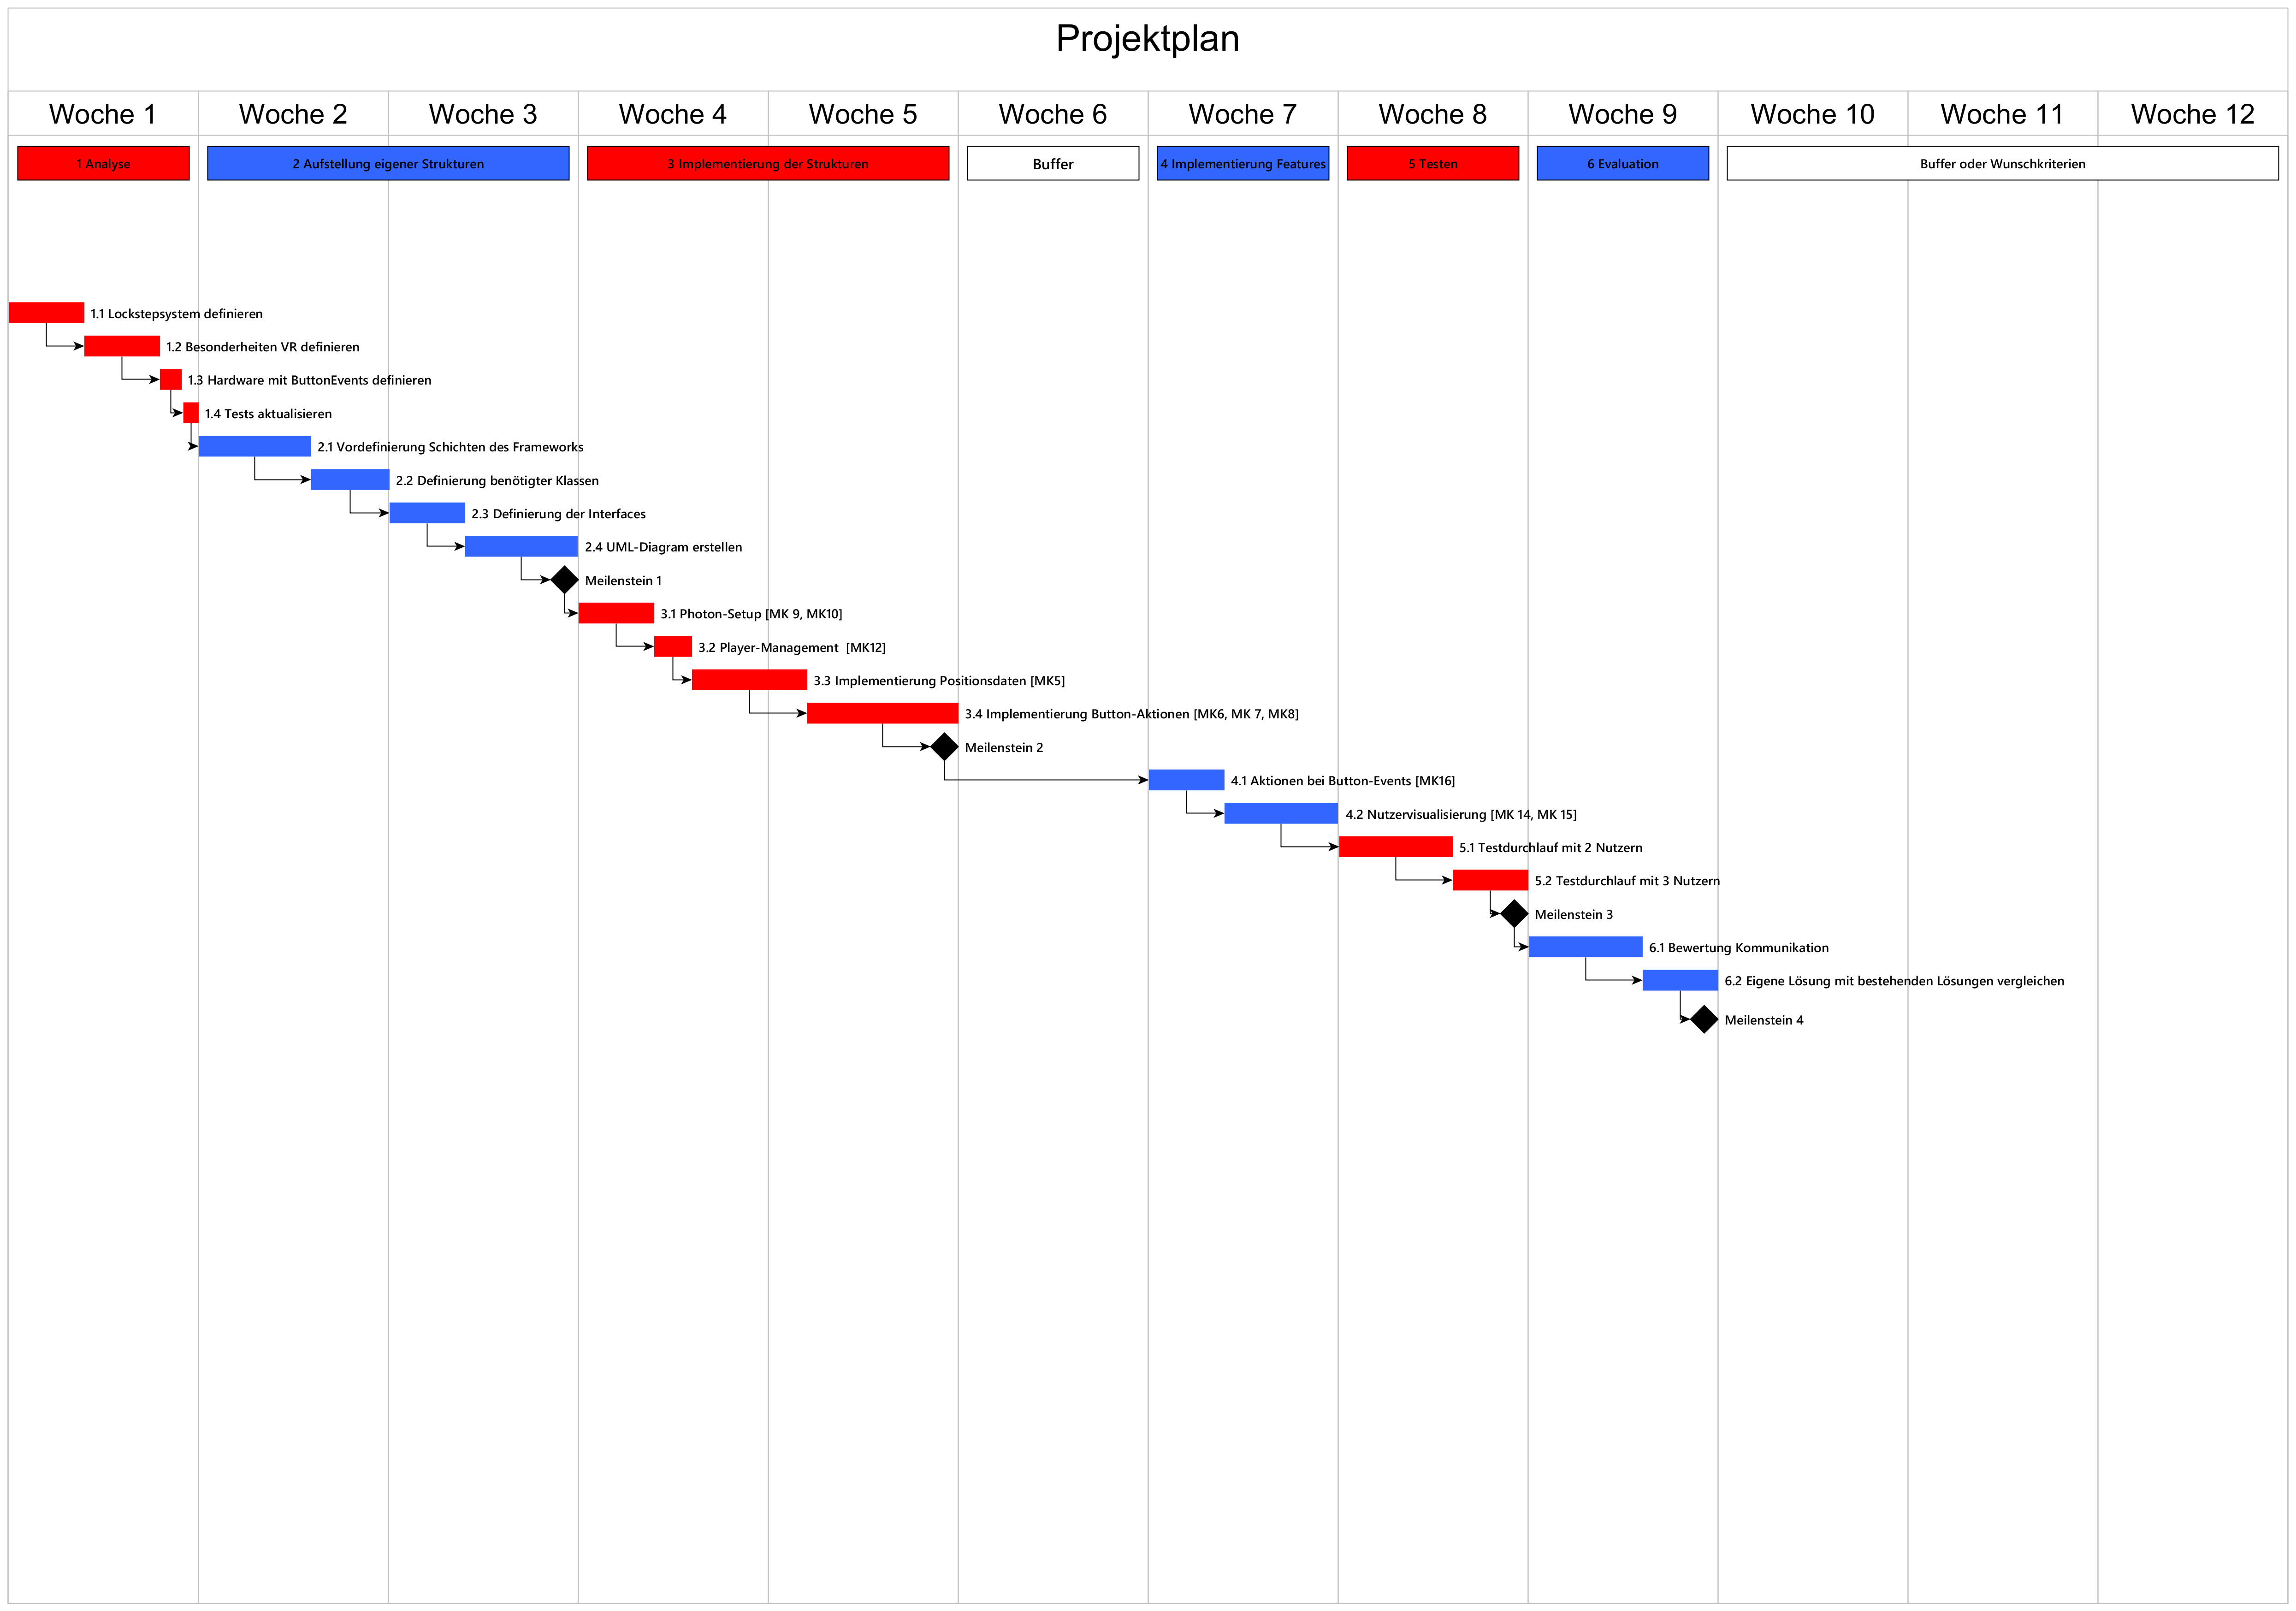 Projektplan
Woche 1
Woche 2
Woche 3
Woche 4
Woche 5
Woche 6
Woche 7
Woche 8
Woche 9
Woche 10
Woche 11
Woche 12
1 Analyse
2 Aufstellung eigener Strukturen
3 Implementierung der Strukturen
Buffer
4 Implementierung Features
5 Testen
6 Evaluation
Buffer oder Wunschkriterien
1.1 Lockstepsystem definieren
1.2 Besonderheiten VR definieren
1.3 Hardware mit ButtonEvents definieren
1.4 Tests aktualisieren
2.1 Vordefinierung Schichten des Frameworks
2.2 Definierung benötigter Klassen
2.3 Definierung der Interfaces
2.4 UML-Diagram erstellen
Meilenstein 1
3.1 Photon-Setup [MK 9, MK10]
3.2 Player-Management [MK12]
3.3 Implementierung Positionsdaten [MK5]
3.4 Implementierung Button-Aktionen [MK6, MK 7, MK8]
Meilenstein 2
4.1 Aktionen bei Button-Events [MK16]
4.2 Nutzervisualisierung [MK 14, MK 15]
5.1 Testdurchlauf mit 2 Nutzern
5.2 Testdurchlauf mit 3 Nutzern
Meilenstein 3
6.1 Bewertung Kommunikation
6.2 Eigene Lösung mit bestehenden Lösungen vergleichen
Meilenstein 4